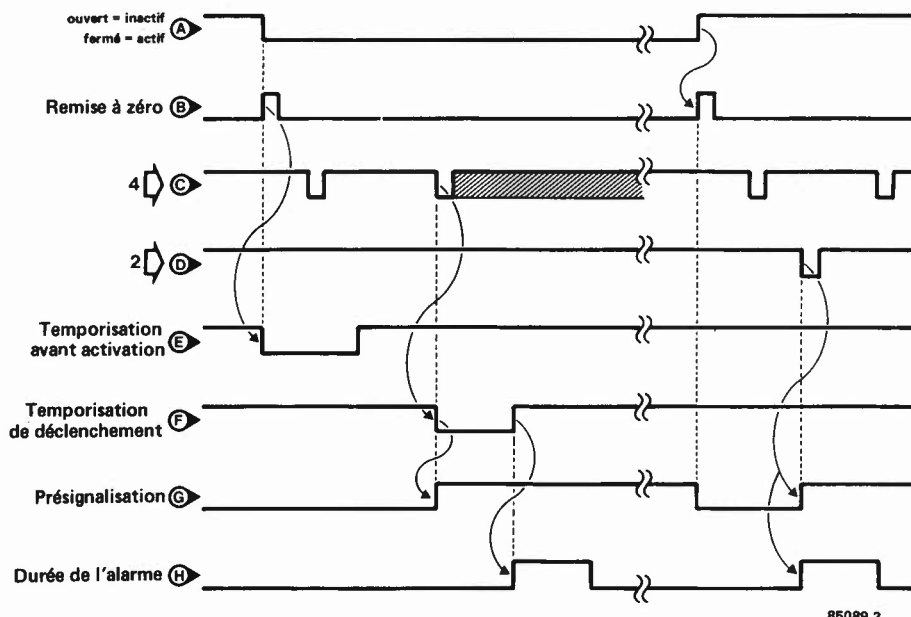 ouvert = inactif
fermé = actif
A
Remise à zéro B
4 C
2 D
Temporisation
avant activation E
Temporisation
de déclenchement F
Présignalisation G
Durée de l'alarme H
85089 2